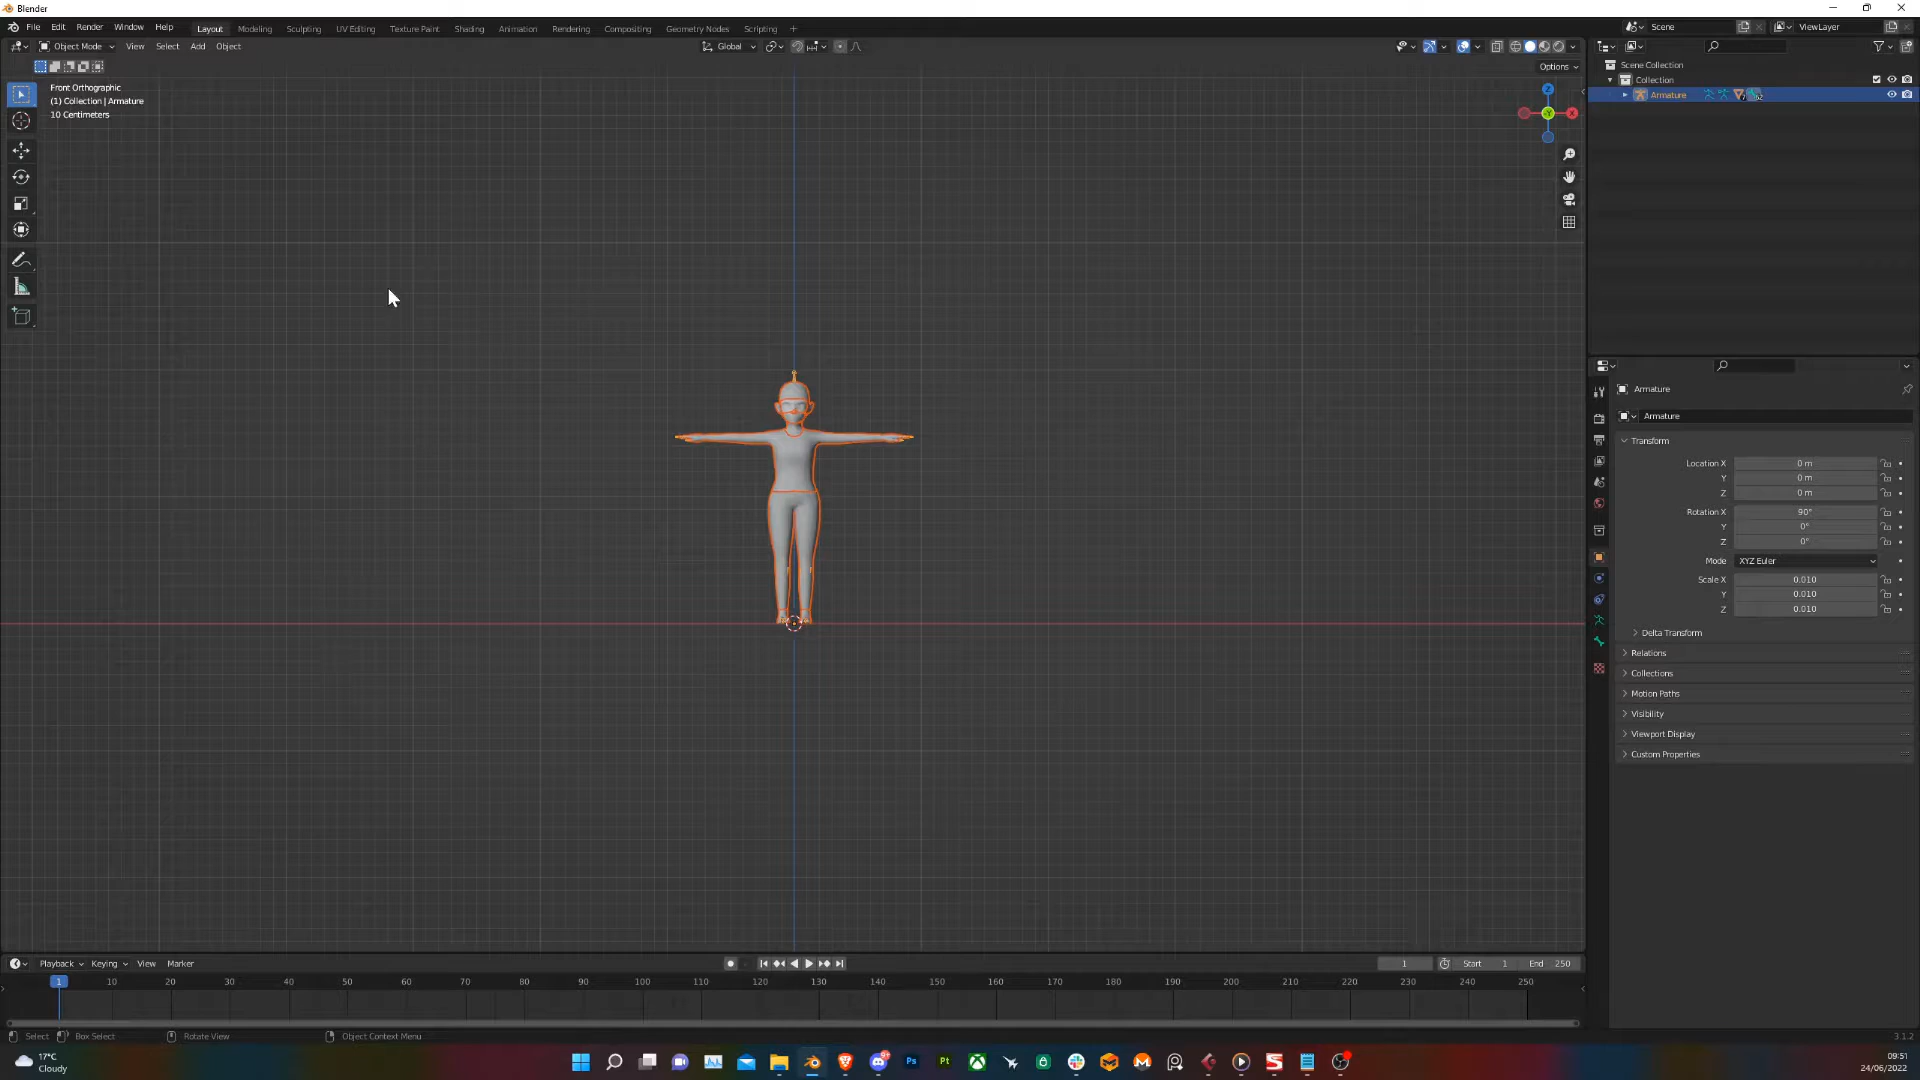 Blender
File Edit Render Window Help Layout Modeling Sculpting UV Editing Texture Paint Shading Animation Rendering Compositing Geometry Nodes Scripting + Scene ViewLayer
Object Mode View Select Add Object Global
Options
Front Orthographic
(1) Collection | Armature
10 Centimeters
Z
X
-Y
Scene Collection
Collection
Armature
Armature
Armature
Transform
Location X 0 m
Y 0 m
Z 0 m
Rotation X 90°
Y 0°
Z 0°
Mode XYZ Euler
Scale X 0.010
Y 0.010
Z 0.010
Delta Transform
Relations
Collections
Motion Paths
Visibility
Viewport Display
Custom Properties
Playback Keying View Marker 1 Start 1 End 250
1 10 20 30 40 50 60 70 80 90 100 110 120 130 140 150 160 170 180 190 200 210 220 230 240 250
Select Box Select Rotate View Object Context Menu 3.1.2
17°C
Cloudy
Ps
Pt
09:51
24/06/2022